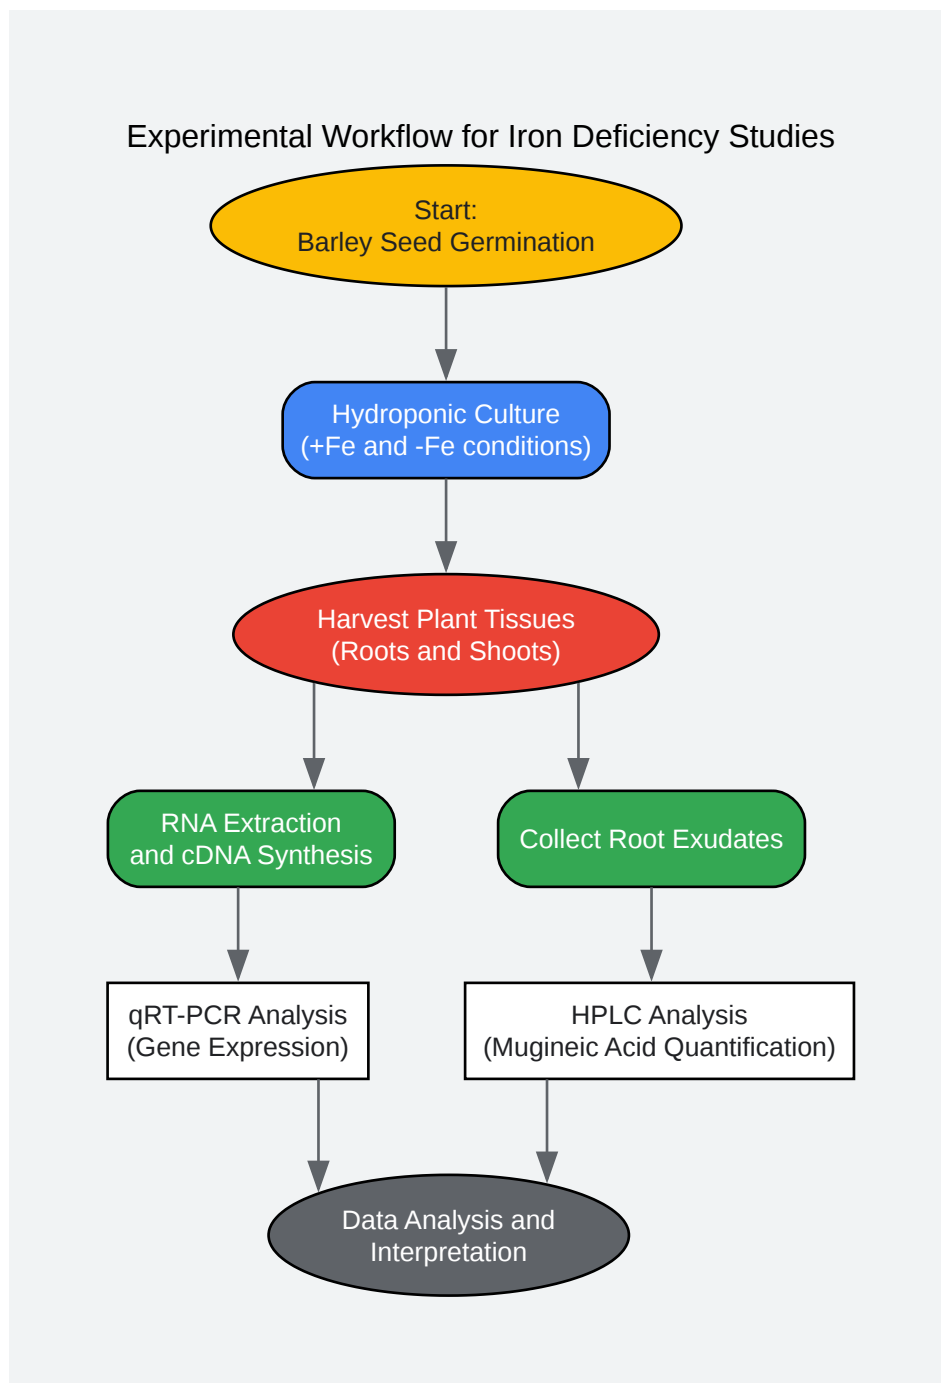 Experimental Workflow for Iron Deficiency Studies
Start:
Barley Seed Germination
Hydroponic Culture
(+Fe and -Fe conditions)
Harvest Plant Tissues
(Roots and Shoots)
RNA Extraction
and cDNA Synthesis
Collect Root Exudates
qRT-PCR Analysis
(Gene Expression)
HPLC Analysis
(Mugineic Acid Quantification)
Data Analysis and
Interpretation